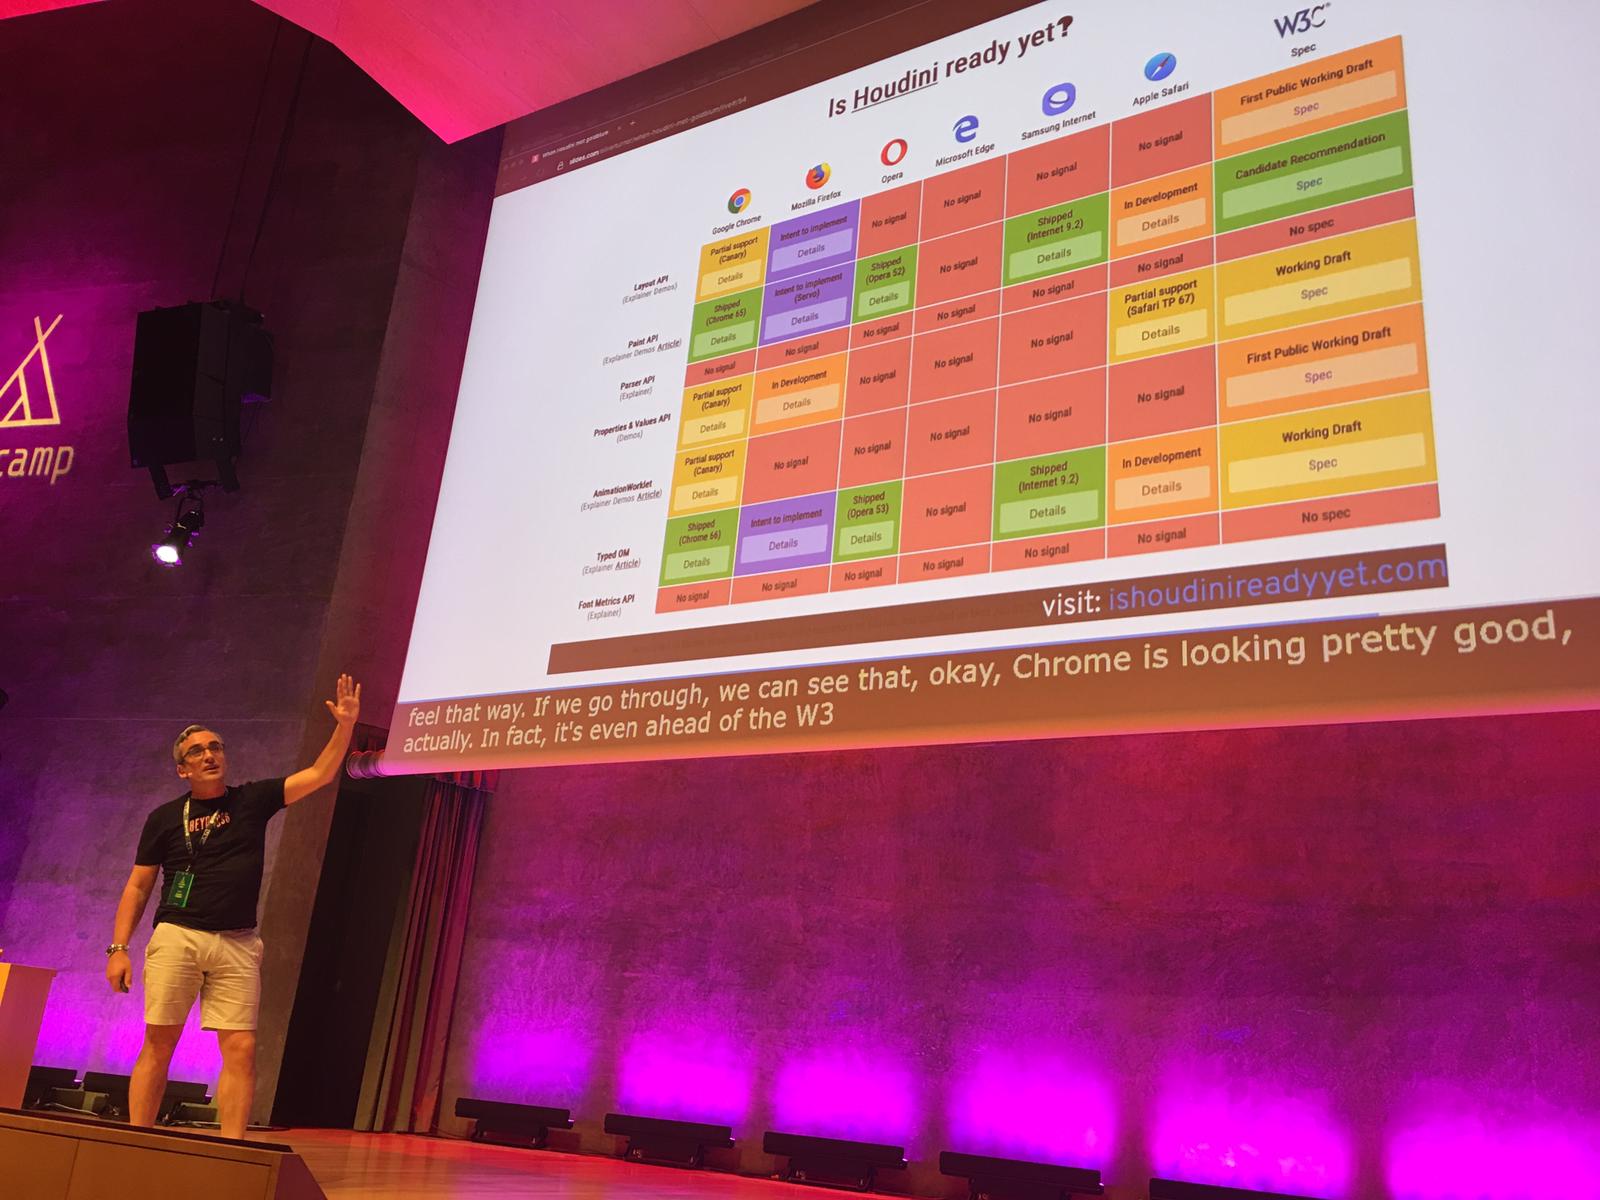 Is Houdini ready yet?
W3C
Google Chrome
Mozilla Firefox
Opera
Microsoft Edge
Samsung Internet
Apple Safari
Spec
Layout API
(Explainer Demos)
Partial support
(Canary)
Details
Intent to implement
Details
No signal
No signal
No signal
No signal
First Public Working Draft
Spec
Paint API
(Explainer Demos Article)
Shipped
(Chrome 65)
Details
Intent to implement
(Servo)
Details
Shipped
(Opera 52)
Details
No signal
Shipped
(Internet 9.2)
Details
In Development
Details
Candidate Recommendation
Spec
Parser API
(Explainer)
No signal
No signal
No signal
No signal
No signal
No signal
No spec
Properties & Values API
(Demos)
Partial support
(Canary)
Details
In Development
Details
No signal
No signal
No signal
Partial support
(Safari TP 67)
Details
Working Draft
Spec
AnimationWorklet
(Explainer Demos Article)
Partial support
(Canary)
Details
No signal
No signal
No signal
No signal
No signal
First Public Working Draft
Spec
Typed OM
(Explainer Article)
Shipped
(Chrome 66)
Details
Intent to implement
Details
Shipped
(Opera 53)
Details
No signal
Shipped
(Internet 9.2)
Details
In Development
Details
Working Draft
Spec
Font Metrics API
(Explainer)
No signal
No signal
No signal
No signal
No signal
No signal
No spec
visit: ishoudinireadyyet.com
feel that way. If we go through, we can see that, okay, Chrome is looking pretty good,
actually. In fact, it's even ahead of the W3
camp